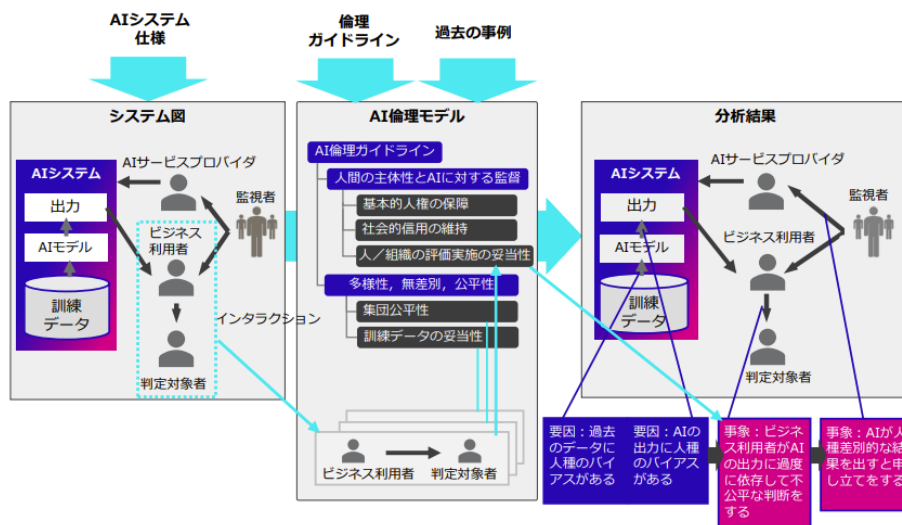 AIシステム
仕様
倫理
ガイドライン
過去の事例
システム図
AIサービスプロバイダ
AIシステム
出力
AIモデル
訓練
データ
監視者
ビジネス
利用者
判定対象者
インタラクション
AI倫理モデル
AI倫理ガイドライン
人間の主体性とAIに対する監督
基本的人権の保障
社会的信用の維持
人／組織の評価実施の妥当性
多様性，無差別，公平性
集団公平性
訓練データの妥当性
ビジネス利用者
判定対象者
分析結果
AIサービスプロバイダ
AIシステム
出力
AIモデル
訓練
データ
監視者
ビジネス利用者
判定対象者
要因：過去
のデータに
人種のバイ
アスがある
要因：AIの
出力に人種
のバイアス
がある
事象：ビジネ
ス利用者がAI
の出力に過度
に依存して不
公平な判断を
する
事象：AIが人
種差別的な結
果を出すと申
し立てをする